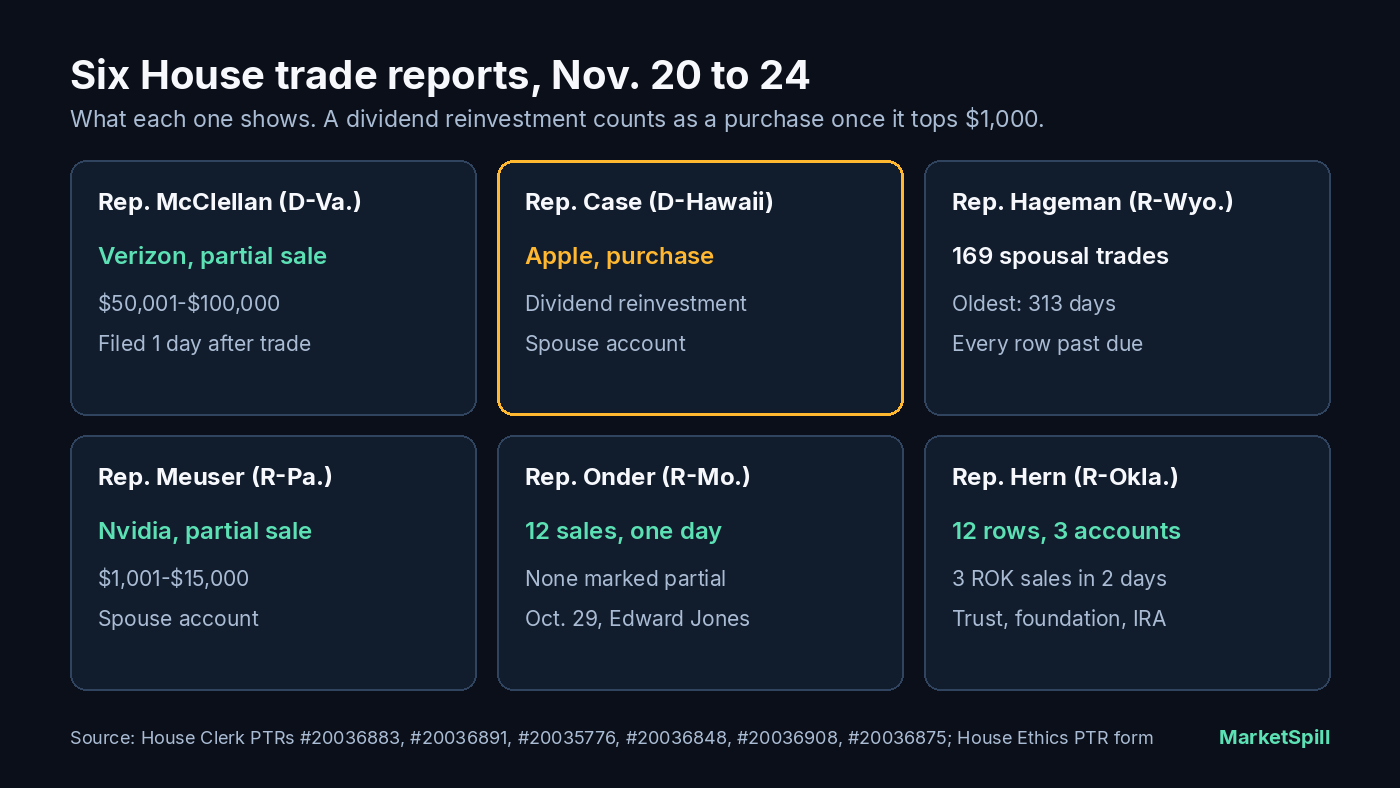 Six House trade reports, Nov. 20 to 24
What each one shows. A dividend reinvestment counts as a purchase once it tops $1,000.
Rep. McClellan (D-Va.)
Verizon, partial sale
$50,001-$100,000
Filed 1 day after trade
Rep. Case (D-Hawaii)
Apple, purchase
Dividend reinvestment
Spouse account
Rep. Hageman (R-Wyo.)
169 spousal trades
Oldest: 313 days
Every row past due
Rep. Meuser (R-Pa.)
Nvidia, partial sale
$1,001-$15,000
Spouse account
Rep. Onder (R-Mo.)
12 sales, one day
None marked partial
Oct. 29, Edward Jones
Rep. Hern (R-Okla.)
12 rows, 3 accounts
3 ROK sales in 2 days
Trust, foundation, IRA
Source: House Clerk PTRs #20036883, #20036891, #20035776, #20036848, #20036908, #20036875; House Ethics PTR form
MarketSpill